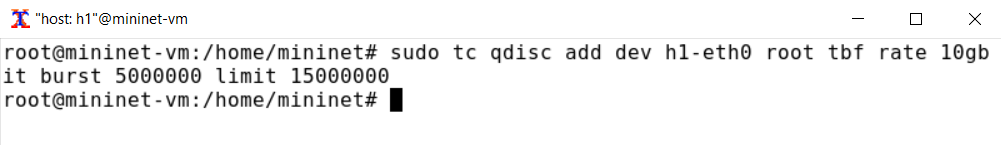 "host: h1"@mininet-vm
root@mininet-vm:/home/mininet# sudo tc qdisc add dev h1-eth0 root tbf rate 10gb
it burst 5000000 limit 15000000
root@mininet-vm:/home/mininet#